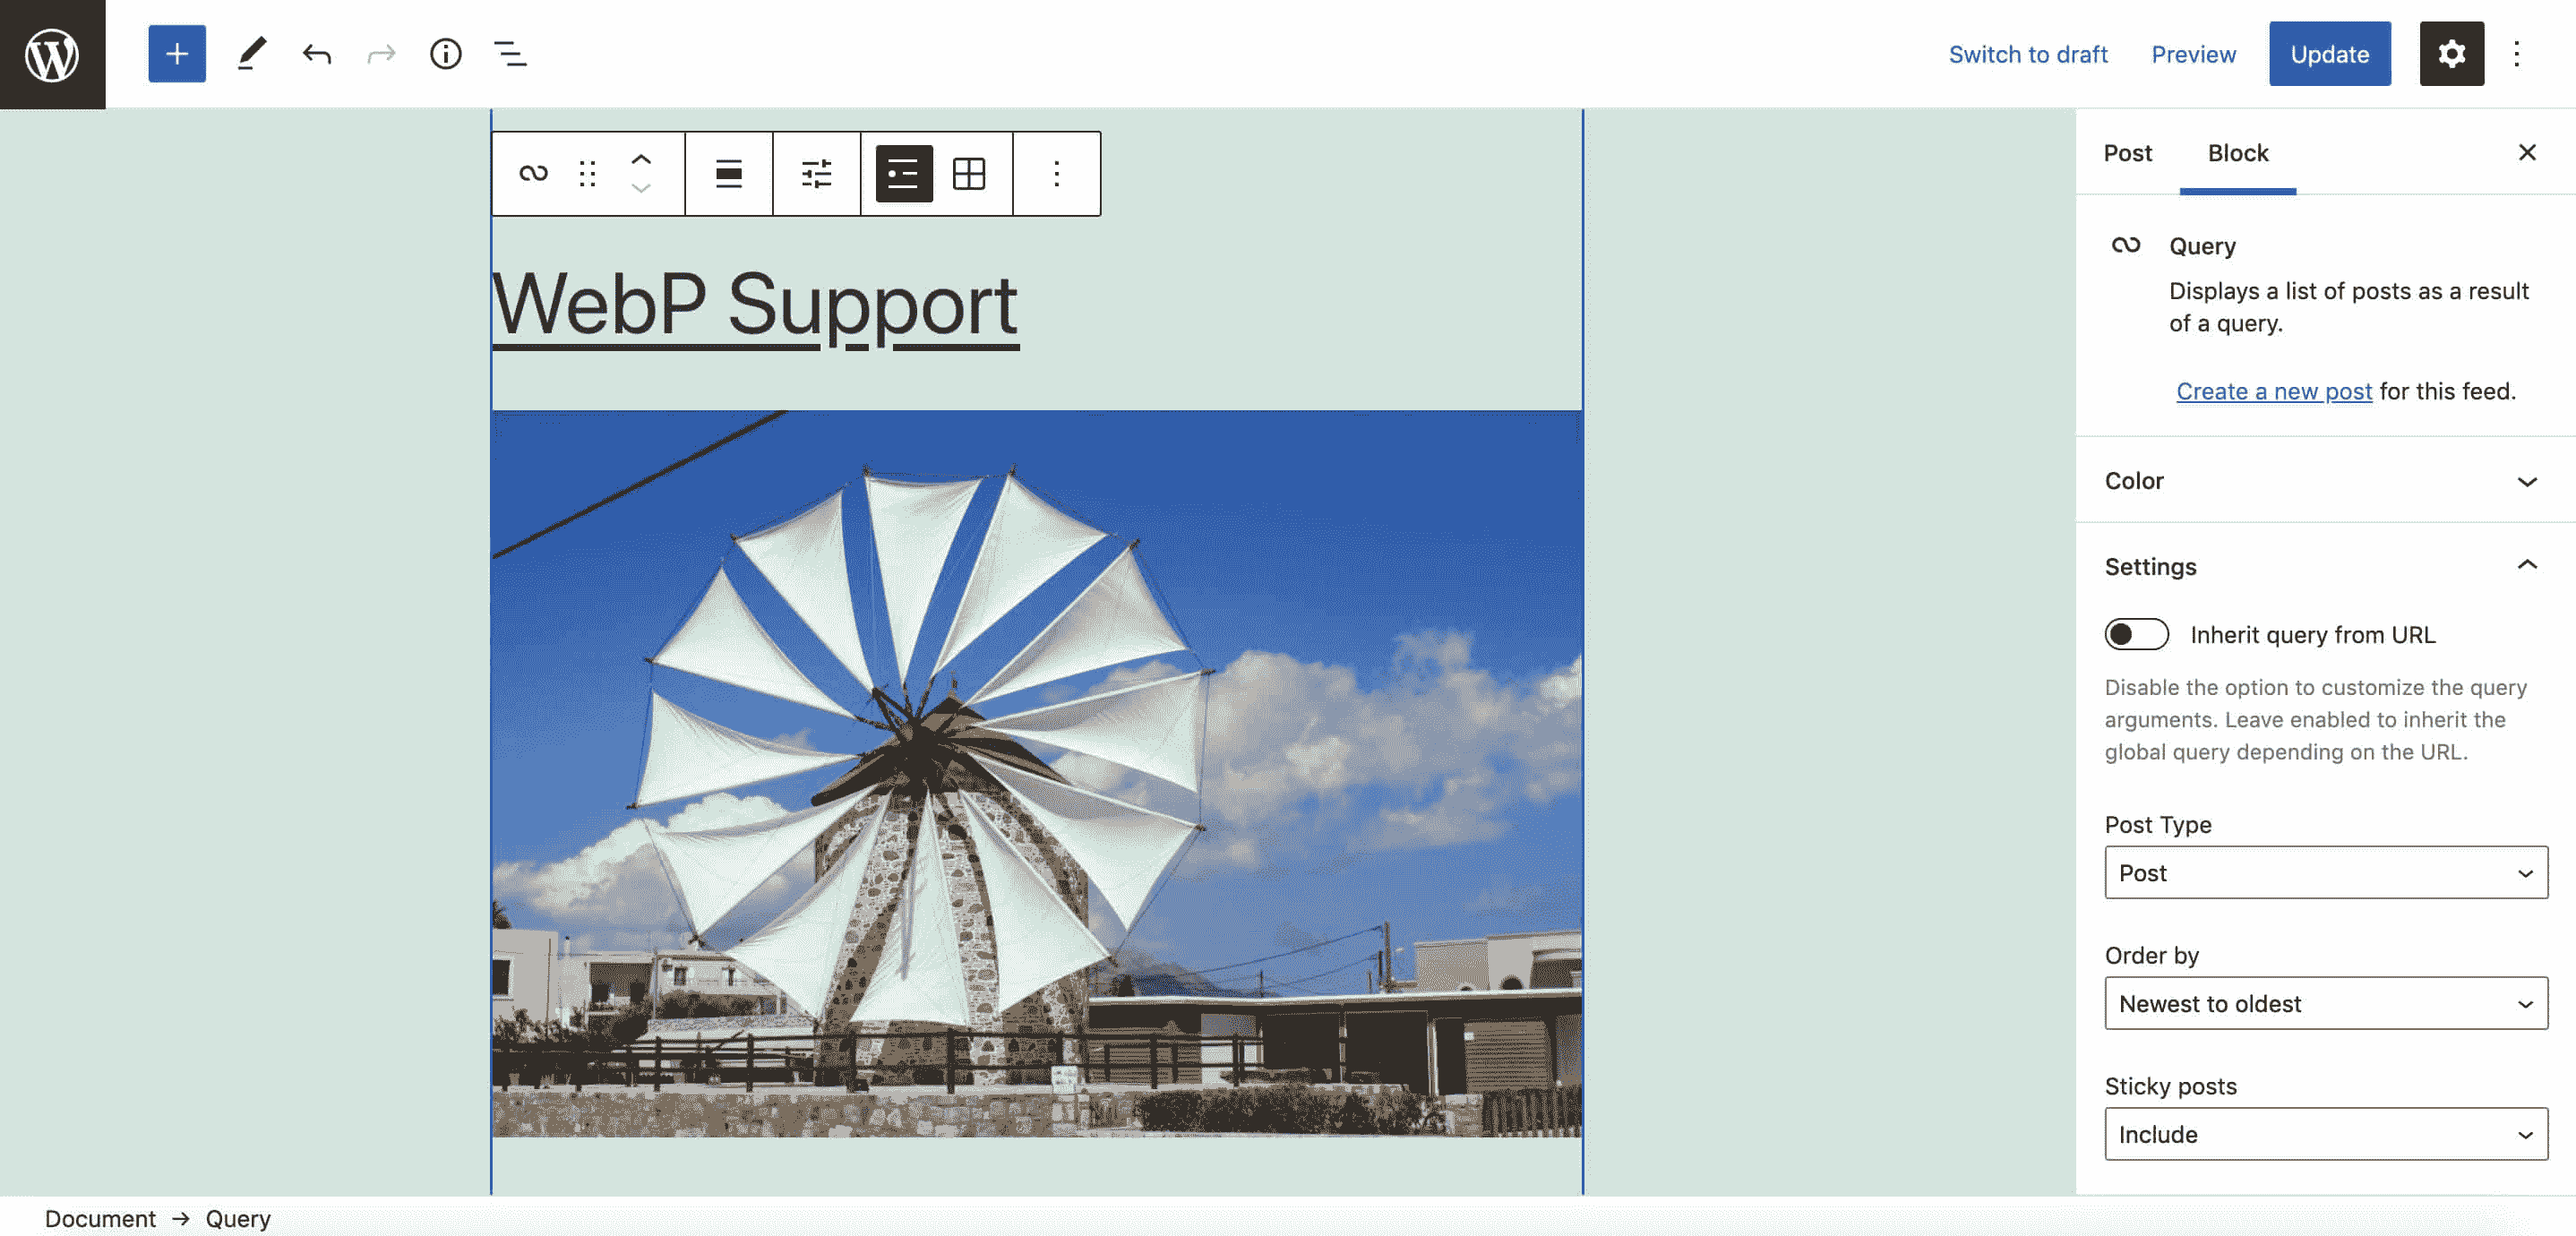 Switch to draft Preview Update
Post Block
WebP Support
Query
Displays a list of posts as a result
of a query.
Create a new post for this feed.
Color
Settings
Inherit query from URL
Disable the option to customize the query
arguments. Leave enabled to inherit the
global query depending on the URL.
Post Type
Post
Order by
Newest to oldest
Sticky posts
Include
Document → Query